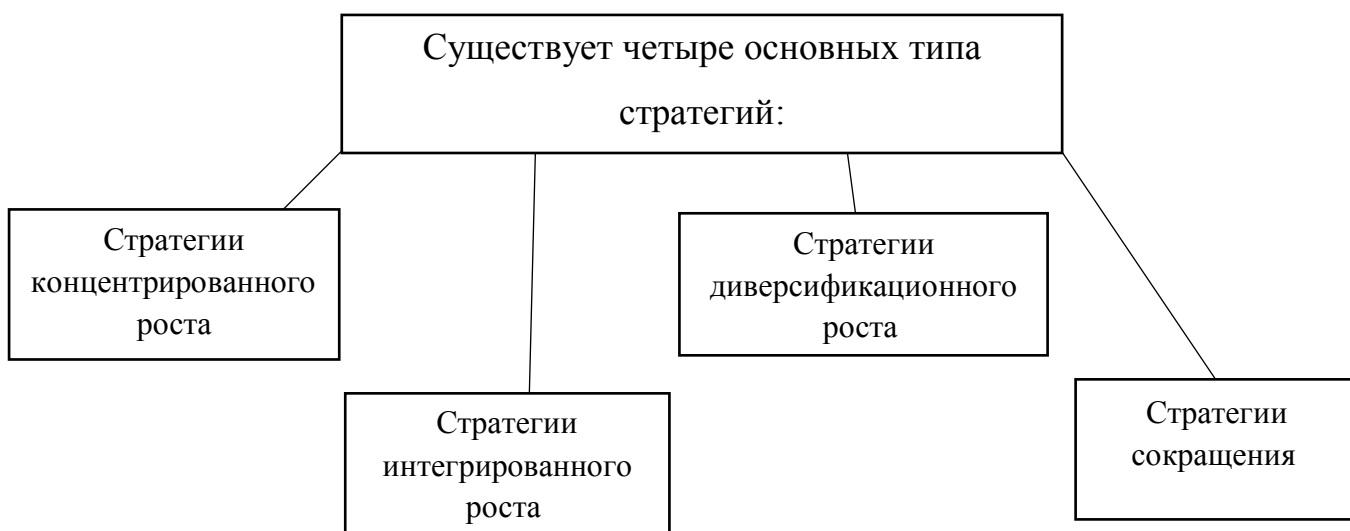 Существует четыре основных типа
стратегий:
Стратегии
концентрированного
роста
Стратегии
интегрированного
роста
Стратегии
диверсификационного
роста
Стратегии
сокращения